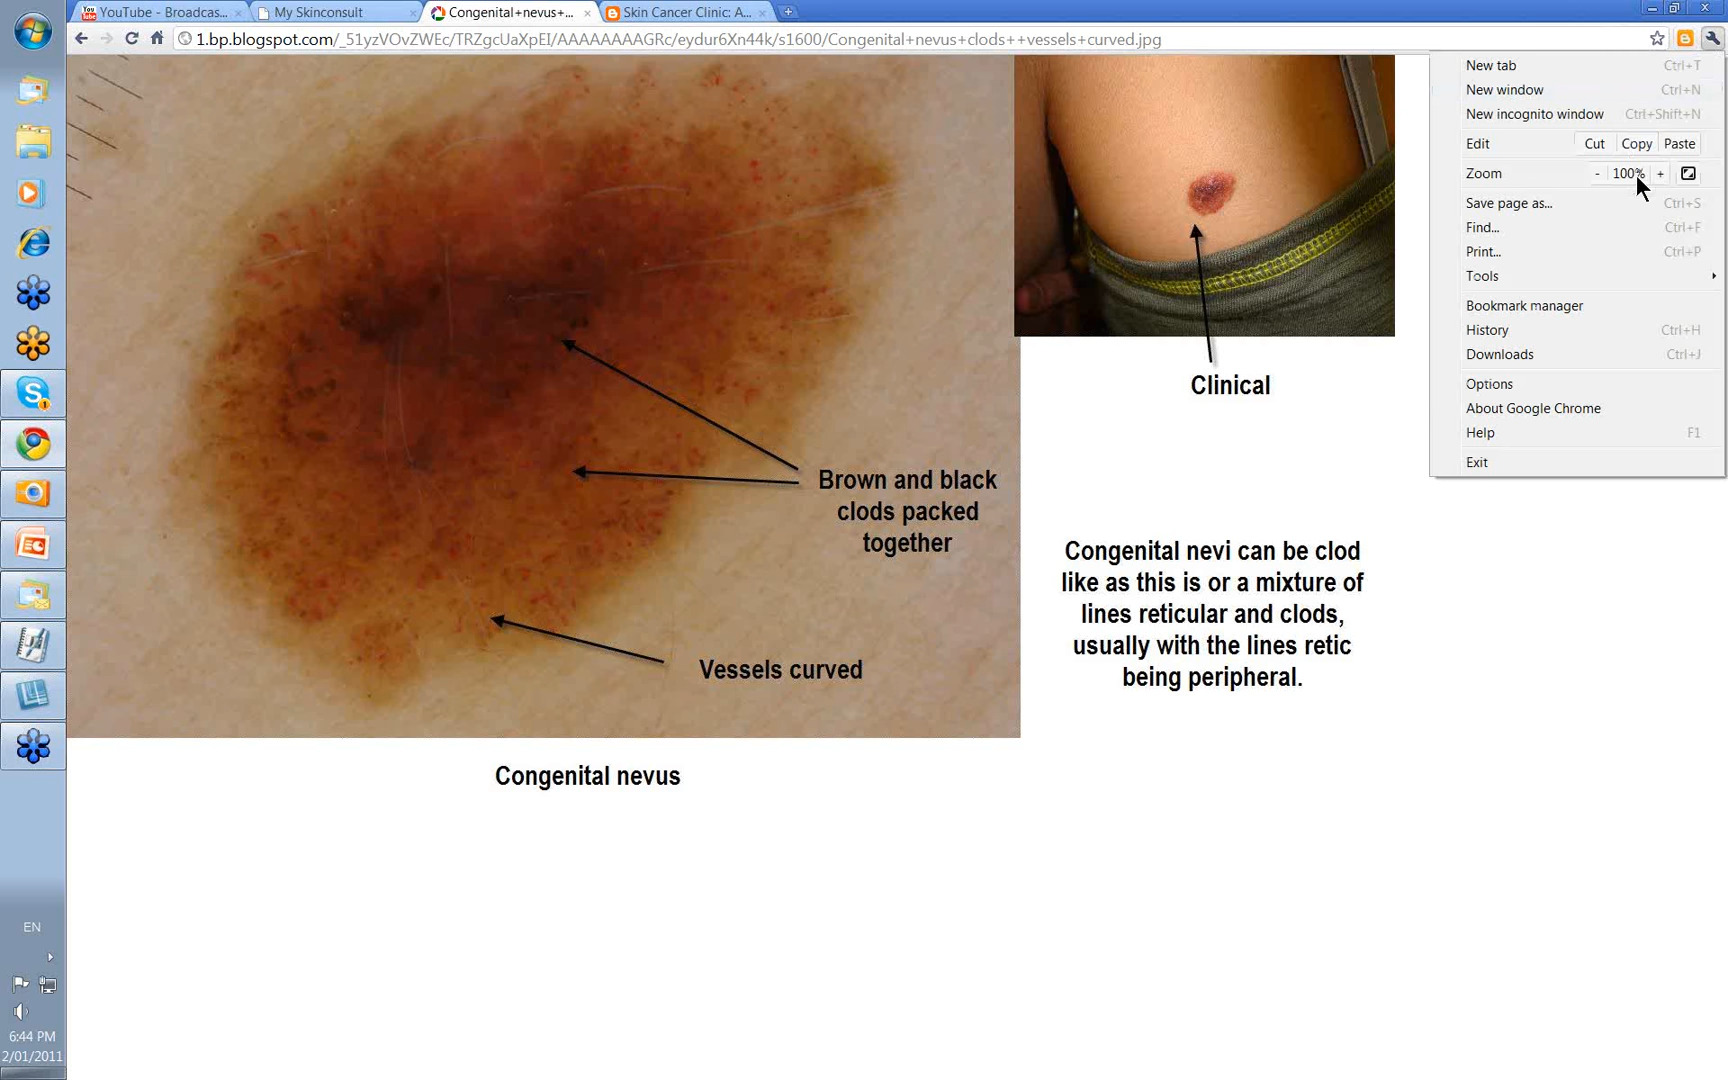 YouTube - Broadcas...
My Skinconsult
Congenital+nevus+...
Skin Cancer Clinic: A...
1.bp.blogspot.com/_51yzVOvZWEc/TRZgcUaXpEI/AAAAAAAAGRc/eydur6Xn44k/s1600/Congenital+nevus+clods++vessels+curved.jpg
New tab Ctrl+T
New window Ctrl+N
New incognito window Ctrl+Shift+N
Edit Cut Copy Paste
Zoom - 100% +
Save page as... Ctrl+S
Find... Ctrl+F
Print... Ctrl+P
Tools
Bookmark manager
History Ctrl+H
Downloads Ctrl+J
Options
About Google Chrome
Help F1
Exit
Clinical
Brown and black
clods packed
together
Vessels curved
Congenital nevi can be clod
like as this is or a mixture of
lines reticular and clods,
usually with the lines retic
being peripheral.
Congenital nevus
EN
6:44 PM
2/01/2011